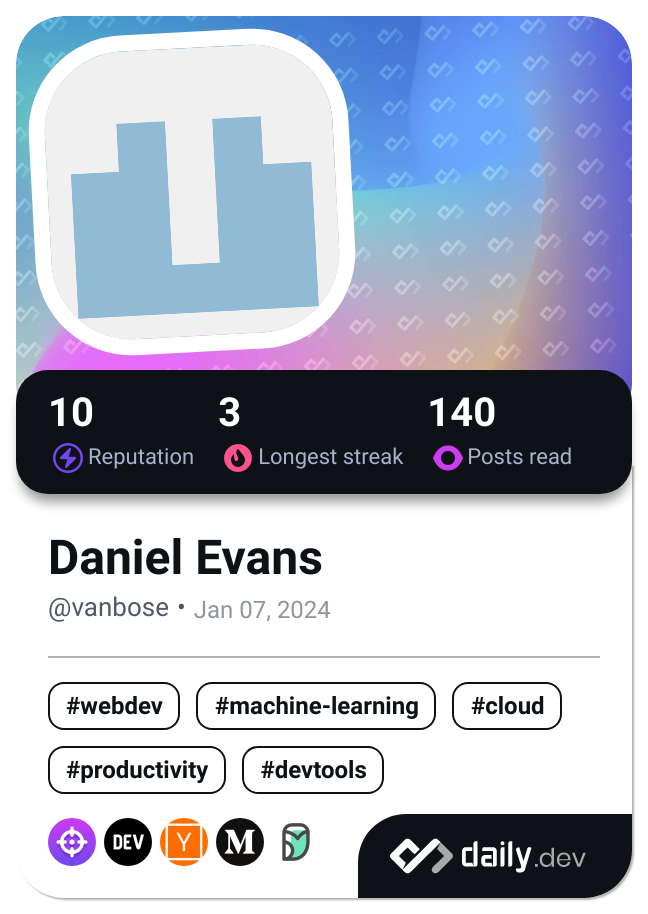 10 3 140
Reputation Longest streak Posts read
Daniel Evans
@vanbose • Jan 07, 2024
#webdev #machine-learning #cloud
#productivity #devtools
DEV Y M
daily.dev